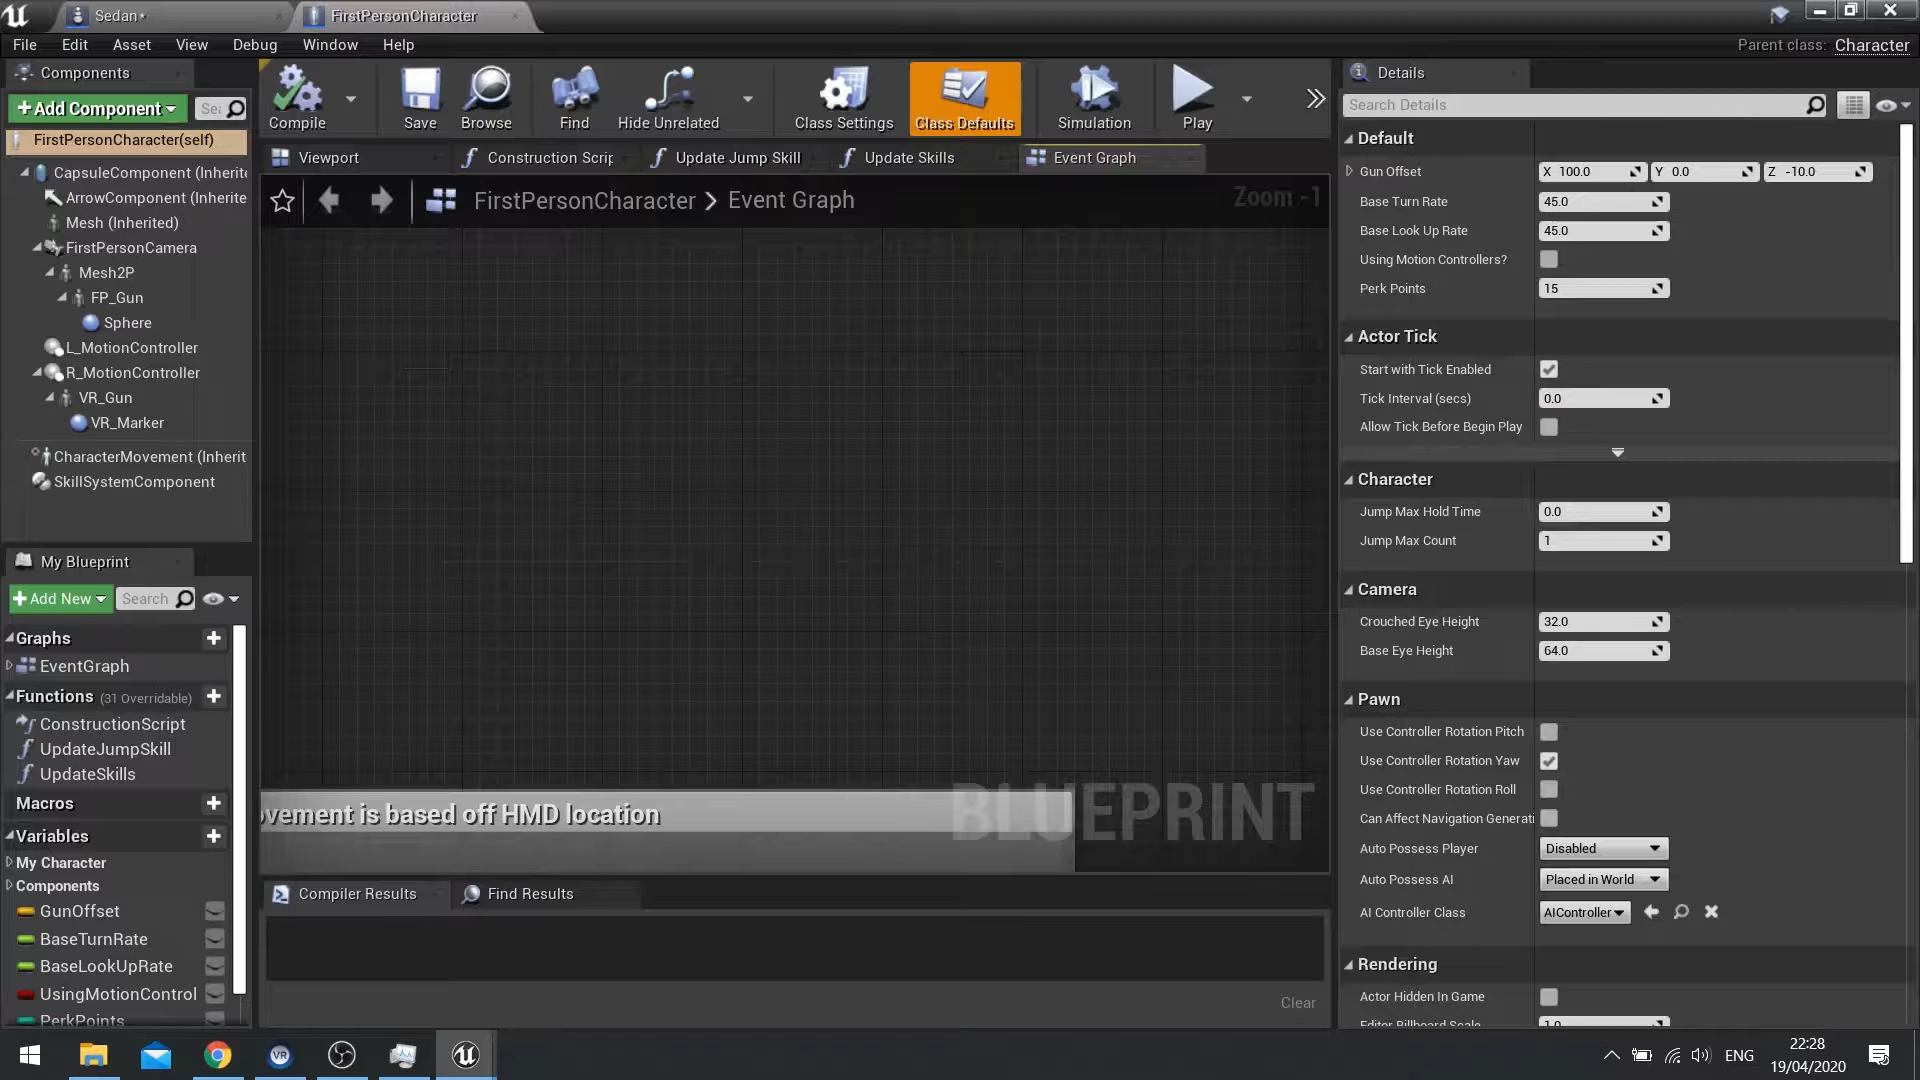 Sedan*
FirstPersonCharacter
File Edit Asset View Debug Window Help
Parent class: Character
Components
+ Add Component
Sea
FirstPersonCharacter(self)
CapsuleComponent (Inherite
ArrowComponent (Inherite
Mesh (Inherited)
FirstPersonCamera
Mesh2P
FP_Gun
Sphere
L_MotionController
R_MotionController
VR_Gun
VR_Marker
CharacterMovement (Inherit
SkillSystemComponent
My Blueprint
+ Add New
Search
Graphs
EventGraph
Functions (31 Overridable)
ConstructionScript
UpdateJumpSkill
UpdateSkills
Macros
Variables
My Character
Components
GunOffset
BaseTurnRate
BaseLookUpRate
UsingMotionControl
PerkPoints
Compile
Save
Browse
Find
Hide Unrelated
Class Settings
Class Defaults
Simulation
Play
Viewport
Construction Scrip
Update Jump Skill
Update Skills
Event Graph
FirstPersonCharacter > Event Graph
Zoom -1
ovement is based off HMD location
BLUEPRINT
Compiler Results
Find Results
Clear
Details
Search Details
Default
Gun Offset X 100.0 Y 0.0 Z -10.0
Base Turn Rate 45.0
Base Look Up Rate 45.0
Using Motion Controllers?
Perk Points 15
Actor Tick
Start with Tick Enabled
Tick Interval (secs) 0.0
Allow Tick Before Begin Play
Character
Jump Max Hold Time 0.0
Jump Max Count 1
Camera
Crouched Eye Height 32.0
Base Eye Height 64.0
Pawn
Use Controller Rotation Pitch
Use Controller Rotation Yaw
Use Controller Rotation Roll
Can Affect Navigation Generati
Auto Possess Player Disabled
Auto Possess AI Placed in World
AI Controller Class AIController
Rendering
Actor Hidden In Game
Editor Billboard Scale 1.0
VR
ENG
22:28
19/04/2020